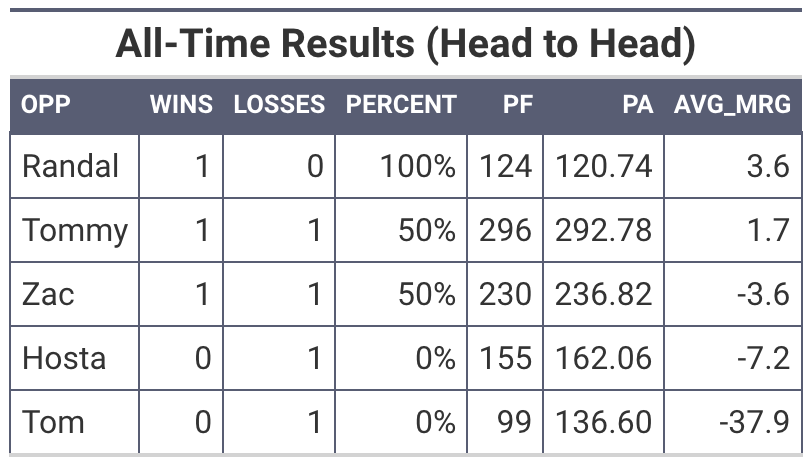 All-Time Results (Head to Head)
OPP WINS LOSSES PERCENT PF PA AVG_MRG
Randal 1 0 100% 124 120.74 3.6
Tommy 1 1 50% 296 292.78 1.7
Zac 1 1 50% 230 236.82 -3.6
Hosta 0 1 0% 155 162.06 -7.2
Tom 0 1 0% 99 136.60 -37.9